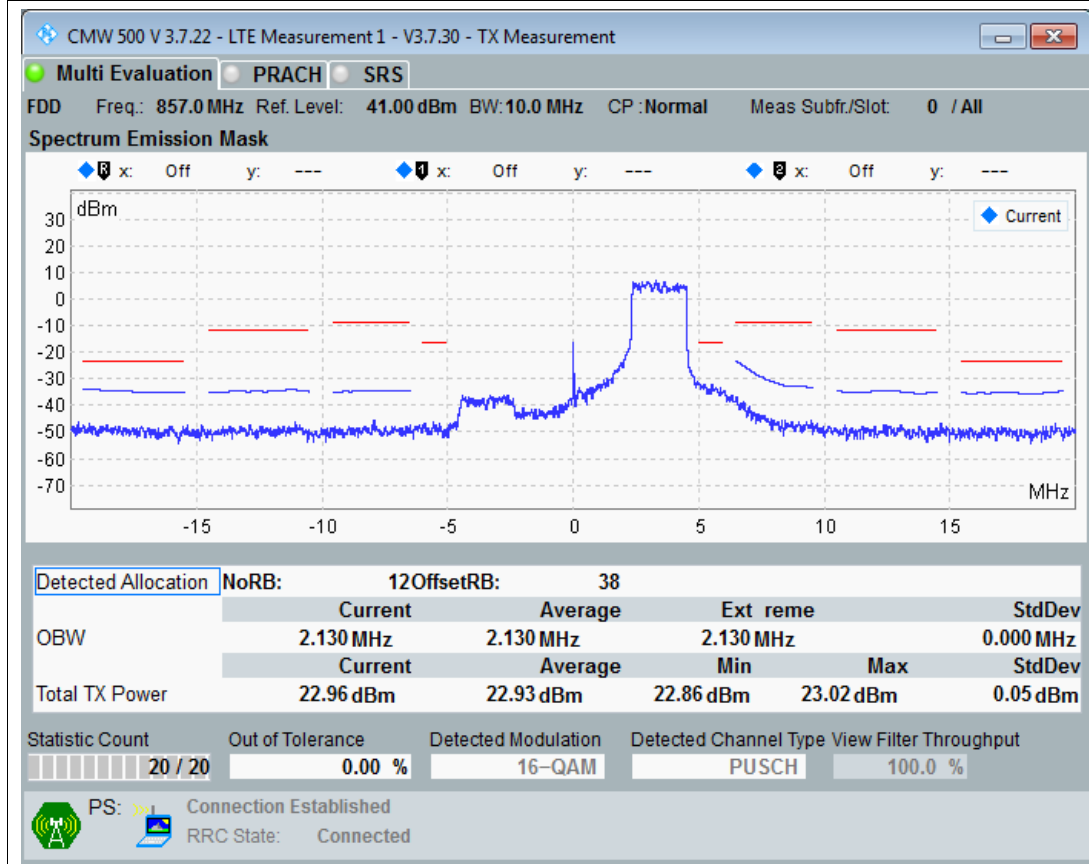 CMW 500 V 3.7.22 - LTE Measurement 1 - V3.7.30 - TX Measurement
Multi Evaluation PRACH SRS
FDD Freq.: 857.0 MHz Ref. Level: 41.00 dBm BW: 10.0 MHz CP : Normal Meas Subfr./Slot: 0 / All
Spectrum Emission Mask
R x: Off y: --- 1 x: Off y: --- 2 x: Off y: ---
dBm
Current
30
20
10
0
-10
-20
-30
-40
-50
-60
-70
MHz
-15 -10 -5 0 5 10 15
Detected Allocation NoRB: 12 OffsetRB: 38
Current Average Ext reme StdDev
OBW 2.130 MHz 2.130 MHz 2.130 MHz 0.000 MHz
Current Average Min Max StdDev
Total TX Power 22.96 dBm 22.93 dBm 22.86 dBm 23.02 dBm 0.05 dBm
Statistic Count Out of Tolerance Detected Modulation Detected Channel Type View Filter Throughput
20 / 20 0.00 % 16-QAM PUSCH 100.0 %
PS: Connection Established
RRC State: Connected